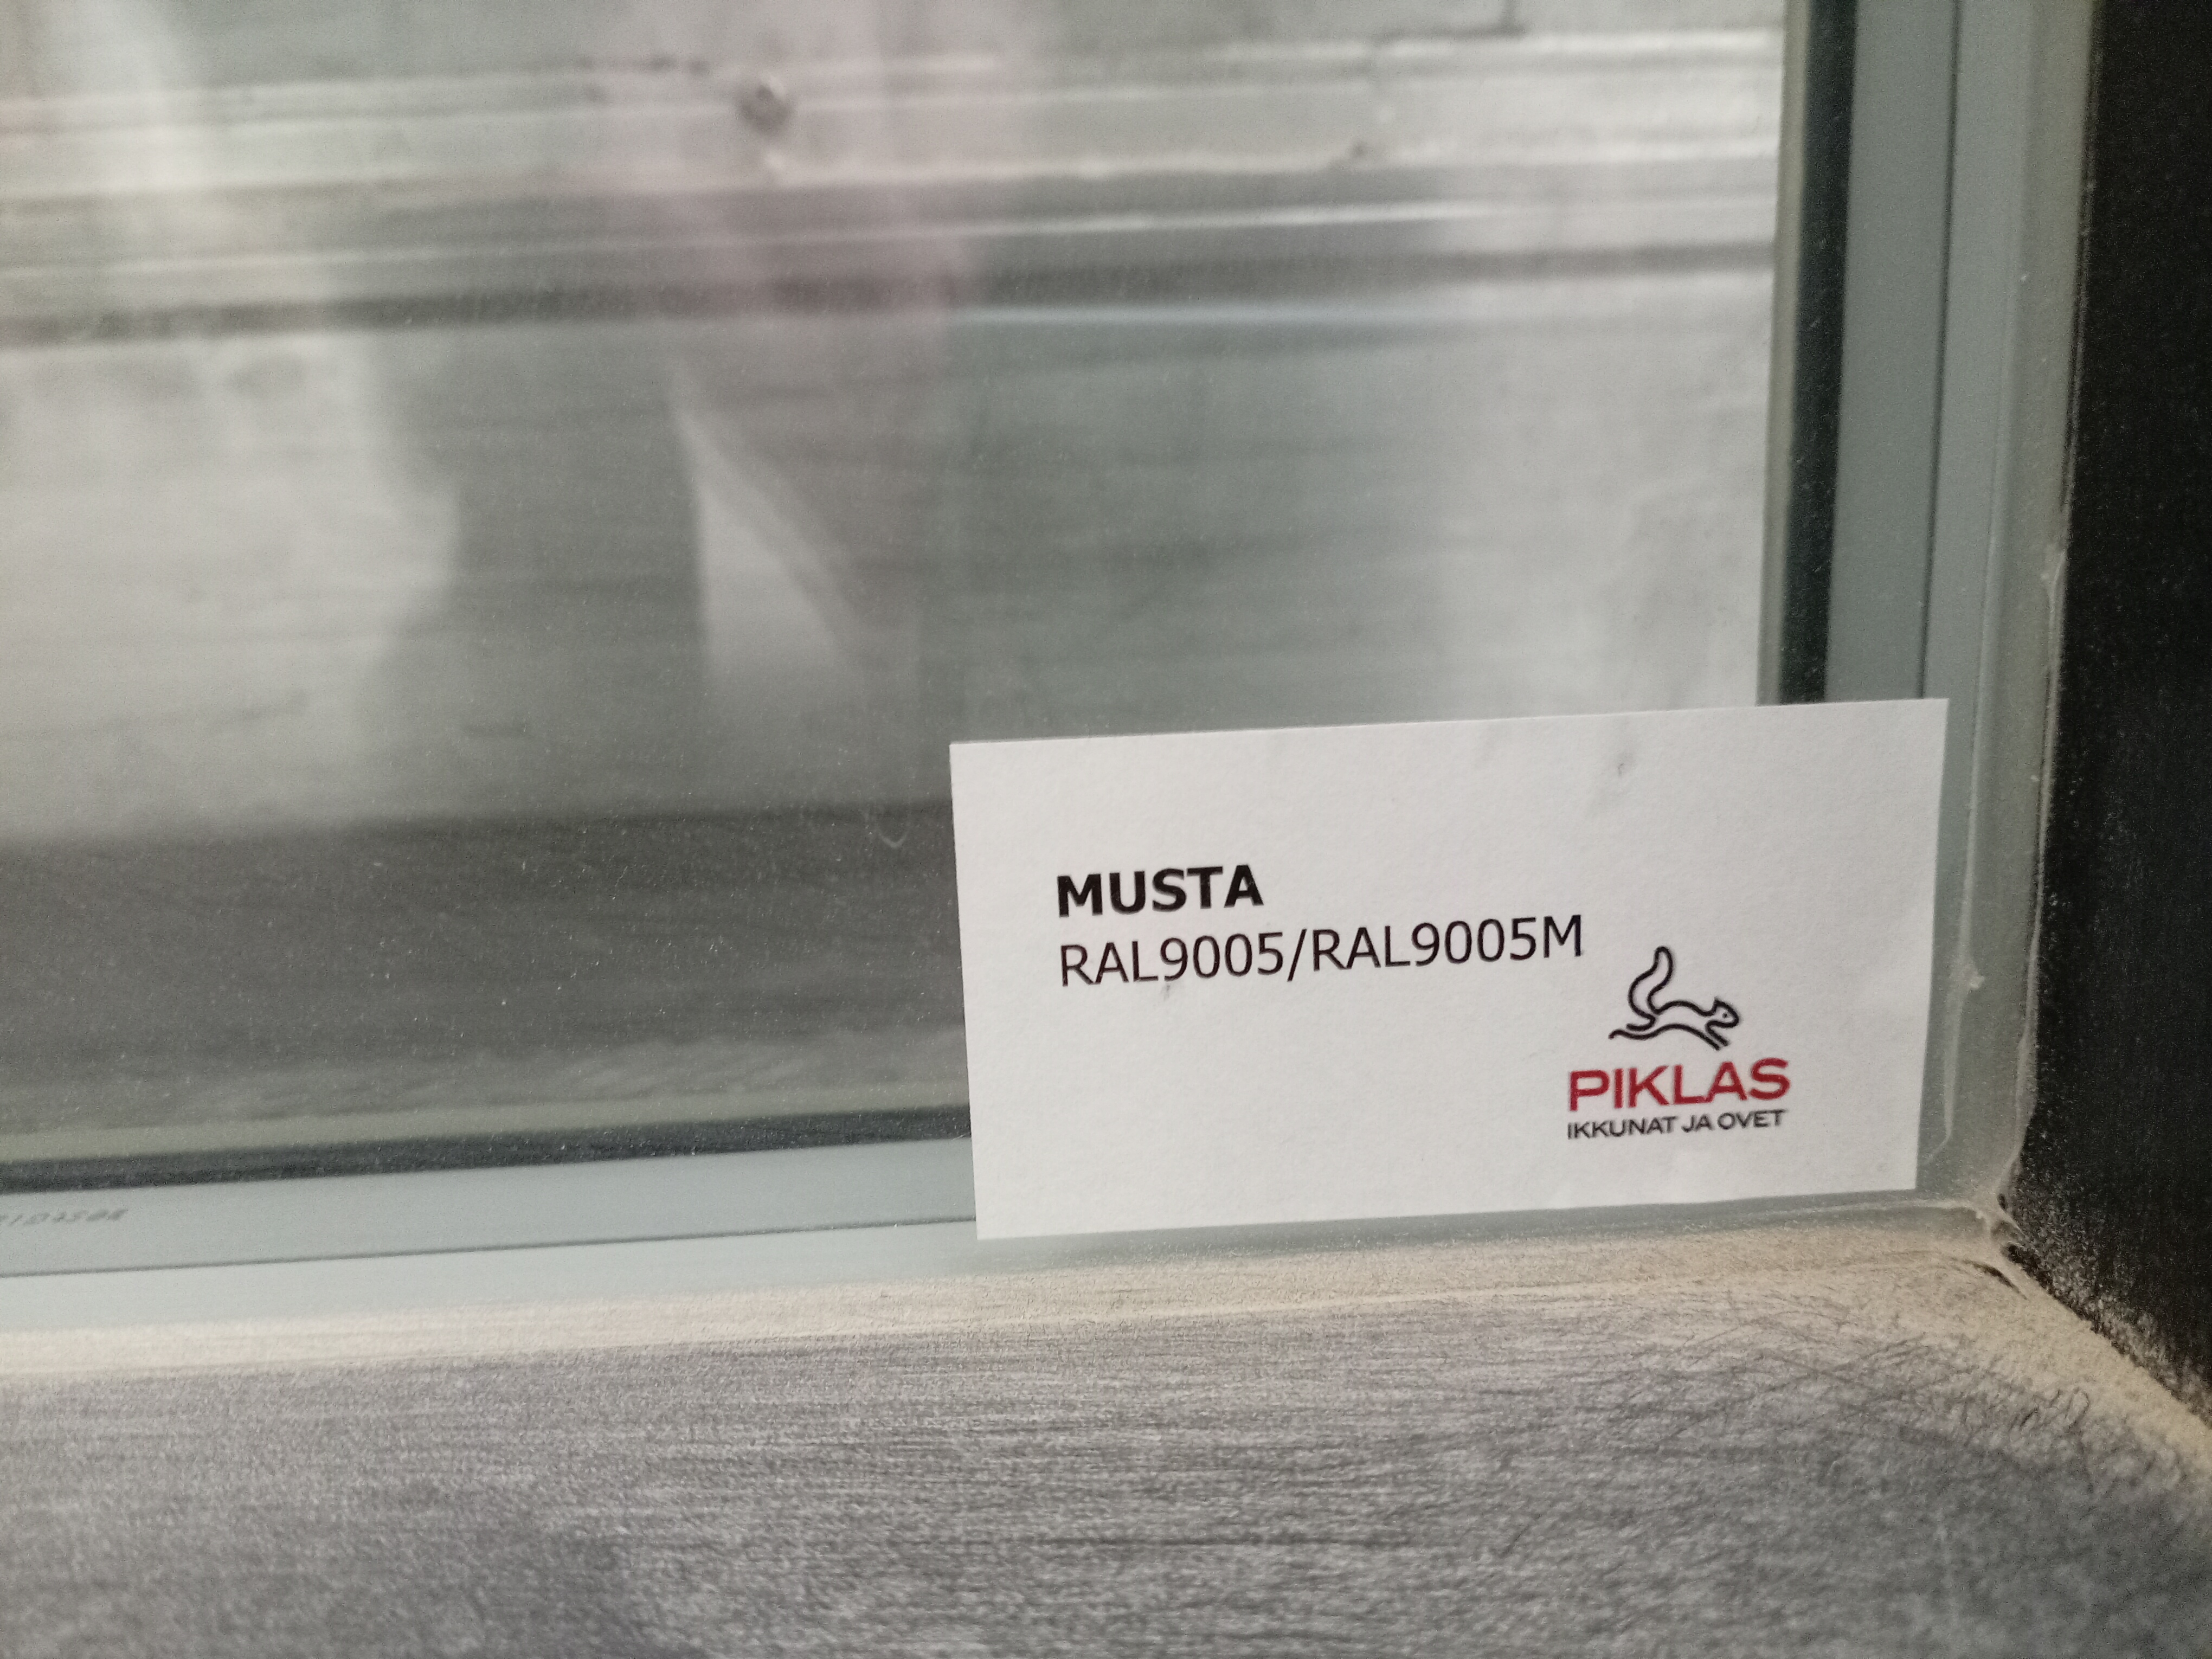 MUSTA
RAL9005/RAL9005M
PIKLAS
IKKUNAT JA OVET